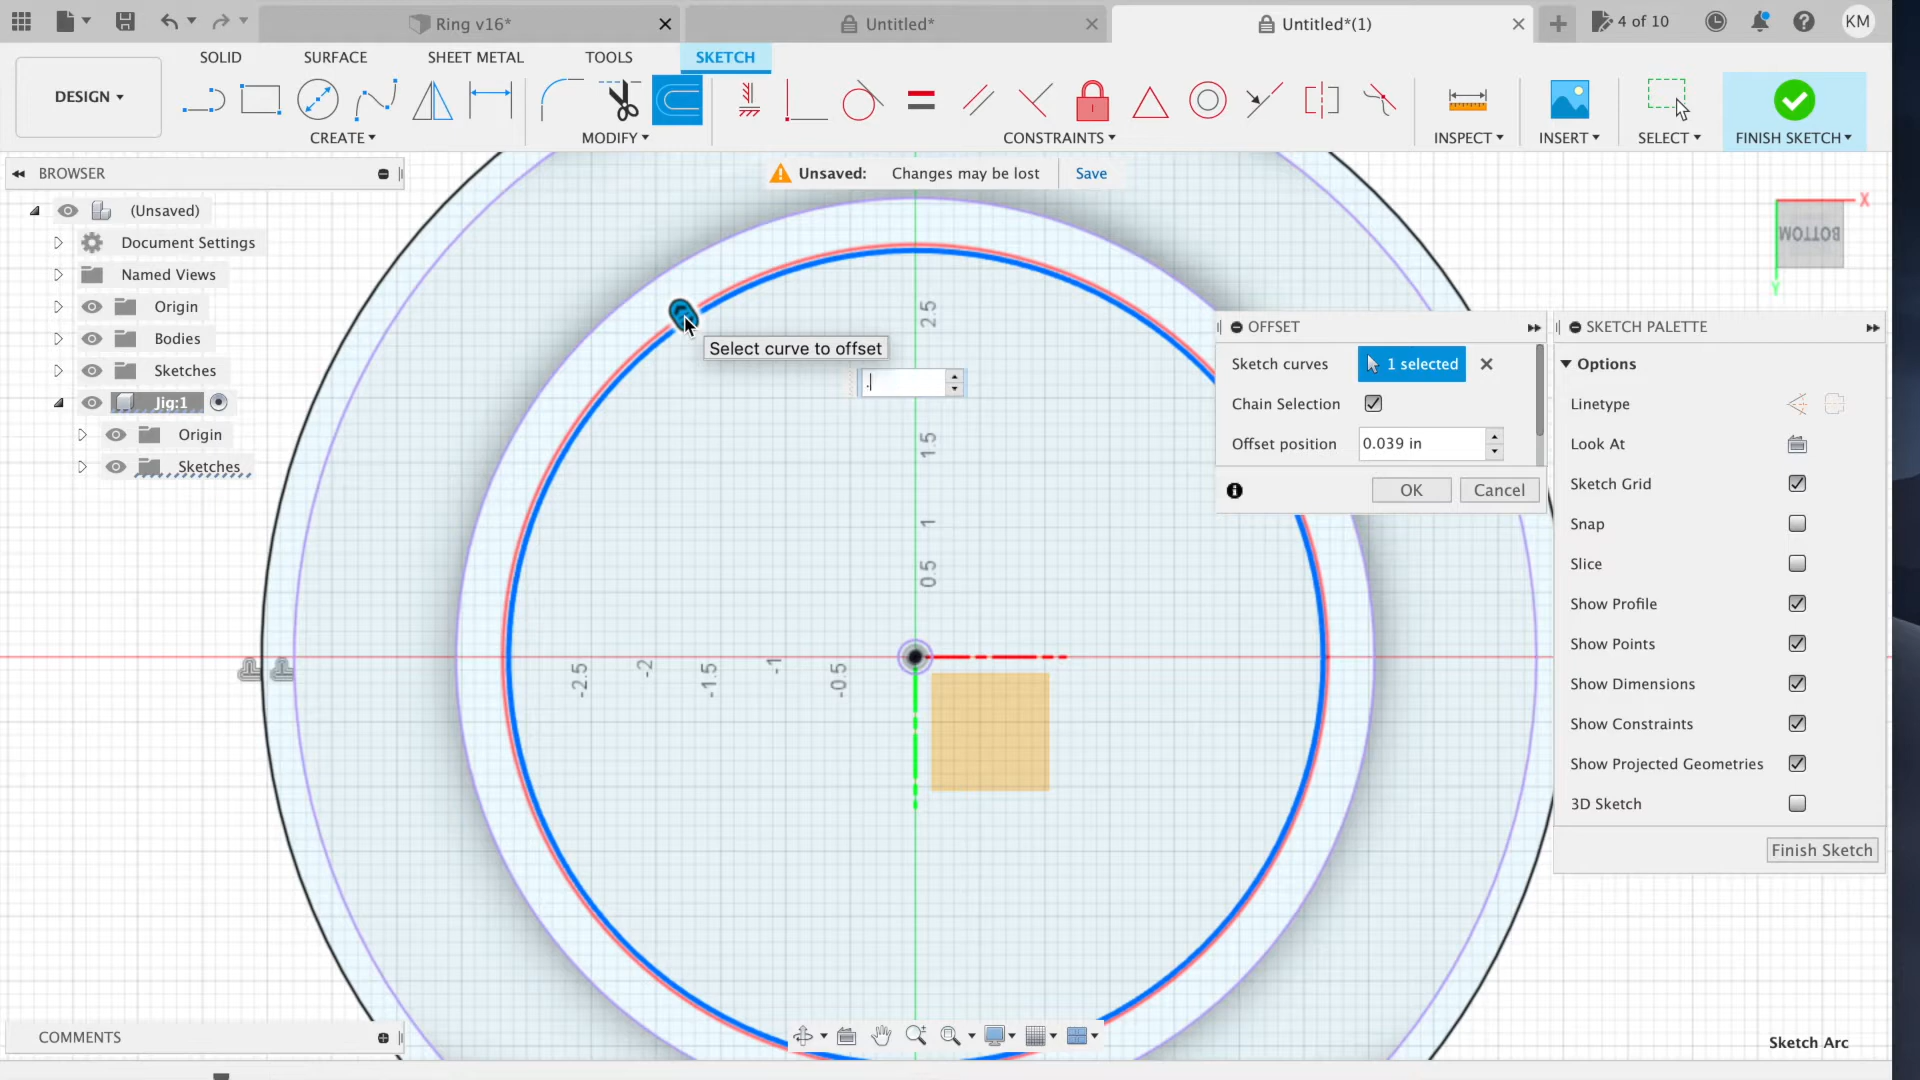 Ring v16*
Untitled*
Untitled*(1)
4 of 10
KM
SOLID
SURFACE
SHEET METAL
TOOLS
SKETCH
DESIGN
CREATE
MODIFY
CONSTRAINTS
INSPECT
INSERT
SELECT
FINISH SKETCH
BROWSER
Unsaved:
Changes may be lost
Save
(Unsaved)
Document Settings
Named Views
Origin
Bodies
Sketches
Jig:1
Origin
Sketches
X
BOTTOM
Y
Select curve to offset
.
2.5
1.5
1
0.5
-2.5
-2
-1.5
-1
-0.5
OFFSET
Sketch curves
1 selected
Chain Selection
Offset position
0.039 in
OK
Cancel
SKETCH PALETTE
Options
Linetype
Look At
Sketch Grid
Snap
Slice
Show Profile
Show Points
Show Dimensions
Show Constraints
Show Projected Geometries
3D Sketch
Finish Sketch
COMMENTS
Sketch Arc